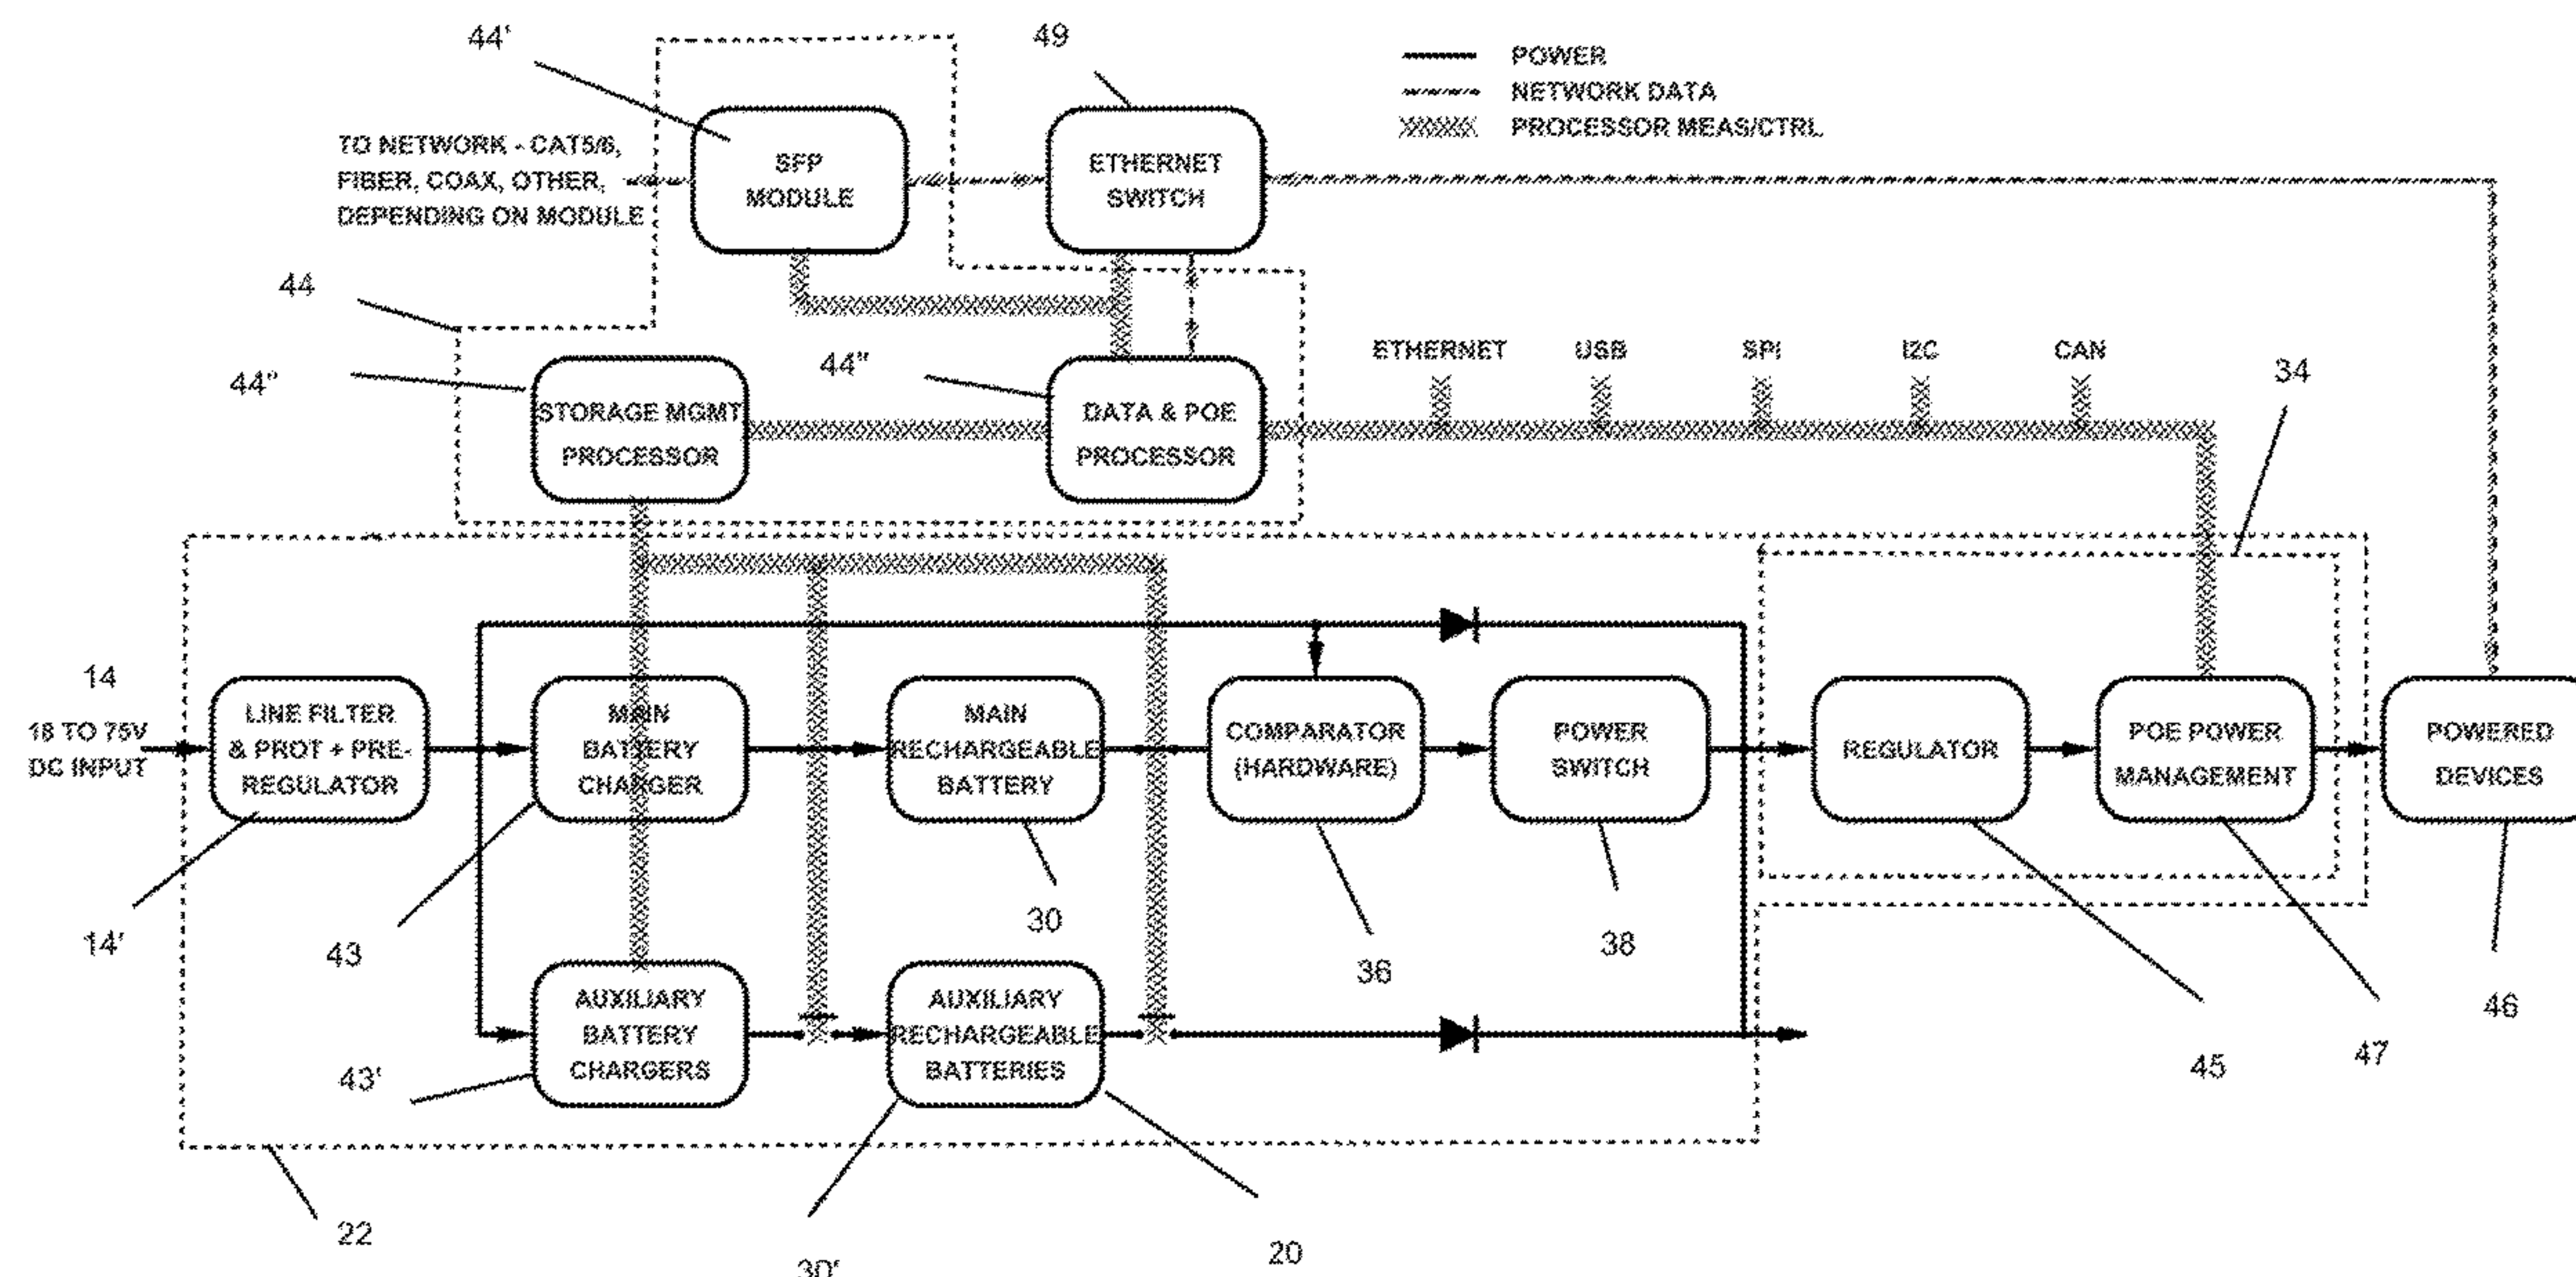 44'
49
POWER
NETWORK DATA
PROCESSOR MEAS/CTRL
TO NETWORK - CAT5/6,
FIBER, COAX, OTHER,
DEPENDING ON MODULE
SFP
MODULE
ETHERNET
SWITCH
44
44"
STORAGE MGMT
PROCESSOR
44"
DATA & POE
PROCESSOR
ETHERNET
USB
SPI
I2C
CAN
34
14
18 TO 75V
DC INPUT
LINE FILTER
& PROT + PRE-
REGULATOR
MAIN
BATTERY
CHARGER
MAIN
RECHARGEABLE
BATTERY
COMPARATOR
(HARDWARE)
POWER
SWITCH
REGULATOR
POE POWER
MANAGEMENT
POWERED
DEVICES
14'
43
30
36
38
45
47
46
43'
AUXILIARY
BATTERY
CHARGERS
AUXILIARY
RECHARGEABLE
BATTERIES
22
30'
20